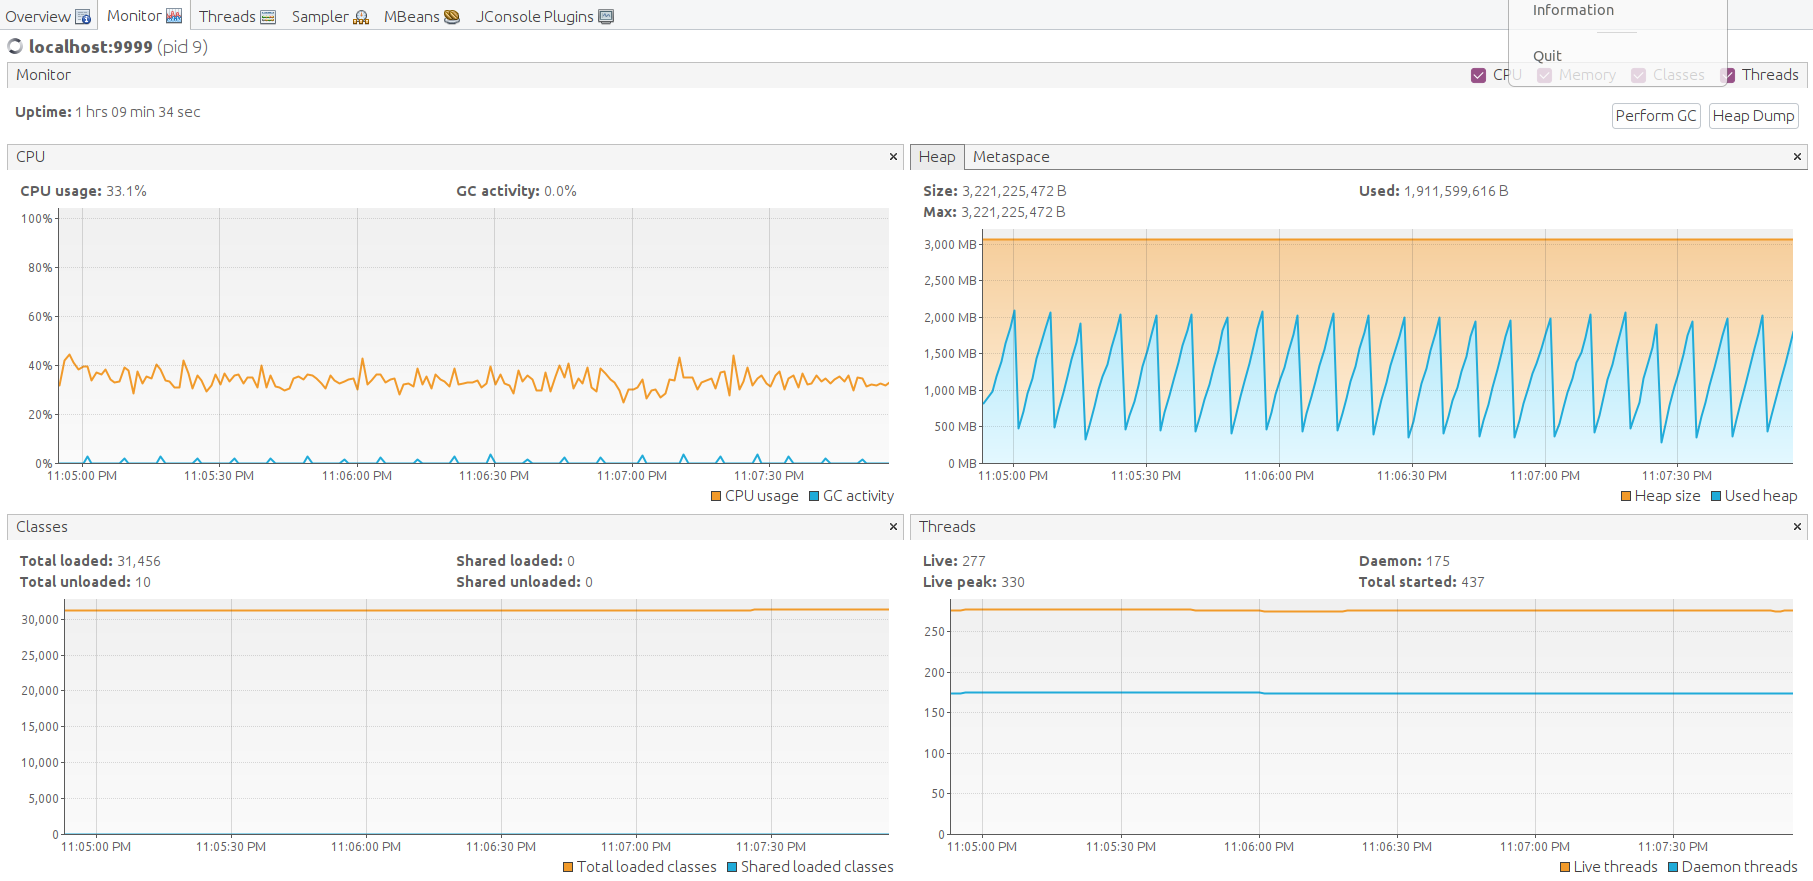 Overview Monitor Threads Sampler MBeans JConsole Plugins
Information
Quit
localhost:9999 (pid 9)
Monitor
CPU Memory Classes Threads
Uptime: 1 hrs 09 min 34 sec
Perform GC Heap Dump
CPU
CPU usage: 33.1% GC activity: 0.0%
100%
80%
60%
40%
20%
0%
11:05:00 PM 11:05:30 PM 11:06:00 PM 11:06:30 PM 11:07:00 PM 11:07:30 PM
CPU usage GC activity
Heap Metaspace
Size: 3,221,225,472 B Used: 1,911,599,616 B
Max: 3,221,225,472 B
3,000 MB
2,500 MB
2,000 MB
1,500 MB
1,000 MB
500 MB
0 MB
11:05:00 PM 11:05:30 PM 11:06:00 PM 11:06:30 PM 11:07:00 PM 11:07:30 PM
Heap size Used heap
Classes
Total loaded: 31,456 Shared loaded: 0
Total unloaded: 10 Shared unloaded: 0
30,000
25,000
20,000
15,000
10,000
5,000
0
11:05:00 PM 11:05:30 PM 11:06:00 PM 11:06:30 PM 11:07:00 PM 11:07:30 PM
Total loaded classes Shared loaded classes
Threads
Live: 277 Daemon: 175
Live peak: 330 Total started: 437
250
200
150
100
50
0
11:05:00 PM 11:05:30 PM 11:06:00 PM 11:06:30 PM 11:07:00 PM 11:07:30 PM
Live threads Daemon threads